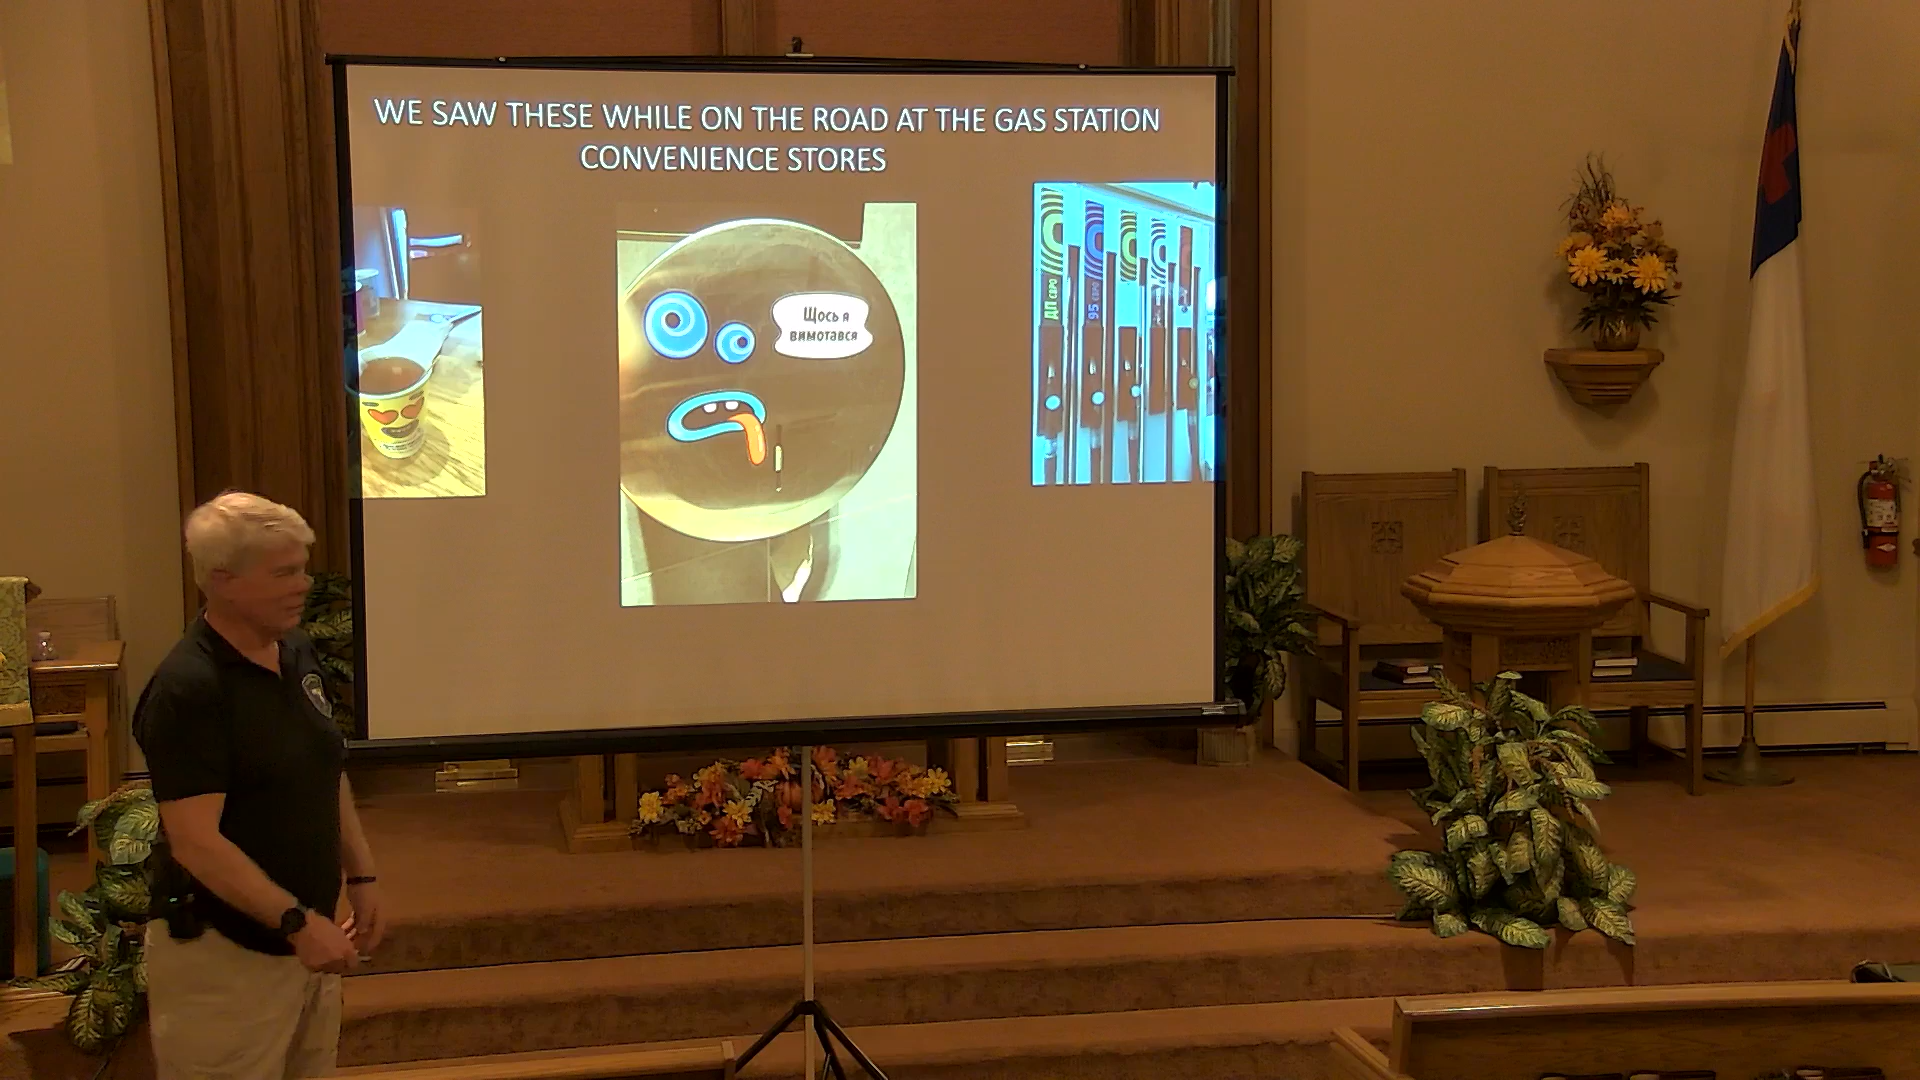 WE SAW THESE WHILE ON THE ROAD AT THE GAS STATION
CONVENIENCE STORES
Щось я
вимотався
ДП ЄВРО
95 ЄВРО